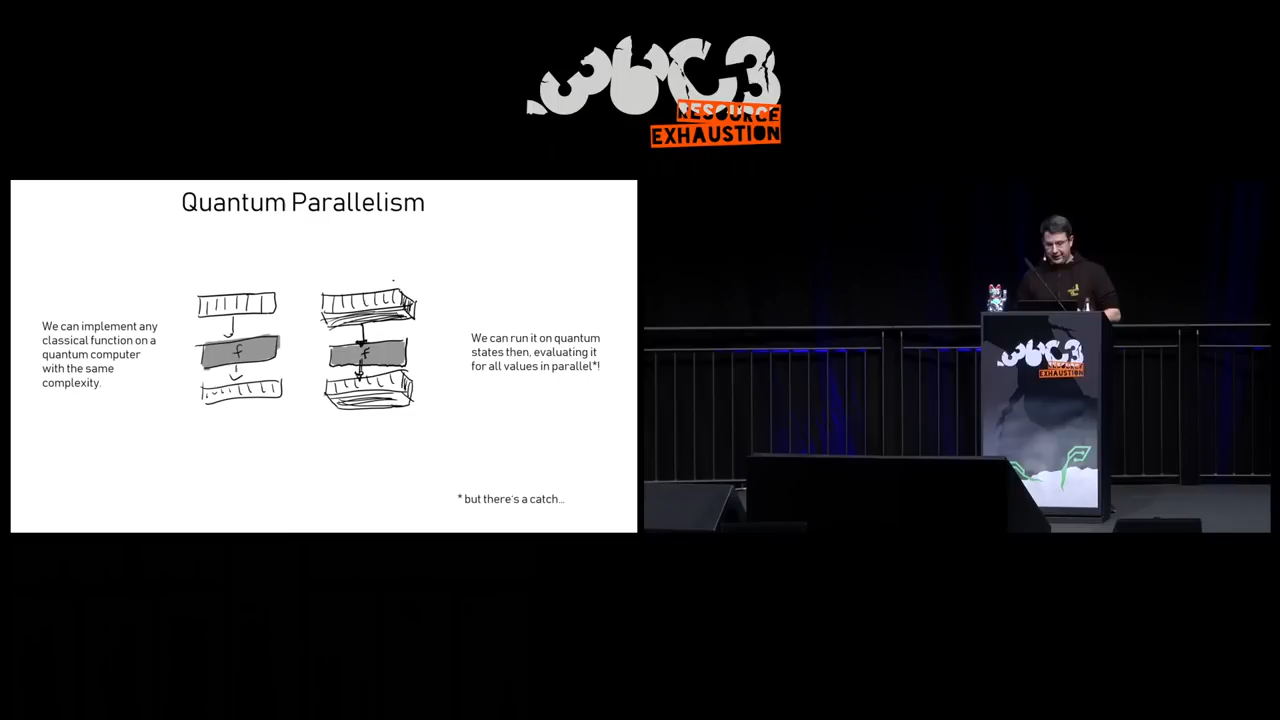 36C3
RESOURCE
EXHAUSTION
Quantum Parallelism
We can implement any
classical function on a
quantum computer
with the same
complexity.
f
f
We can run it on quantum
states then, evaluating it
for all values in parallel*!
* but there's a catch...
36C3
RESOURCE
EXHAUSTION